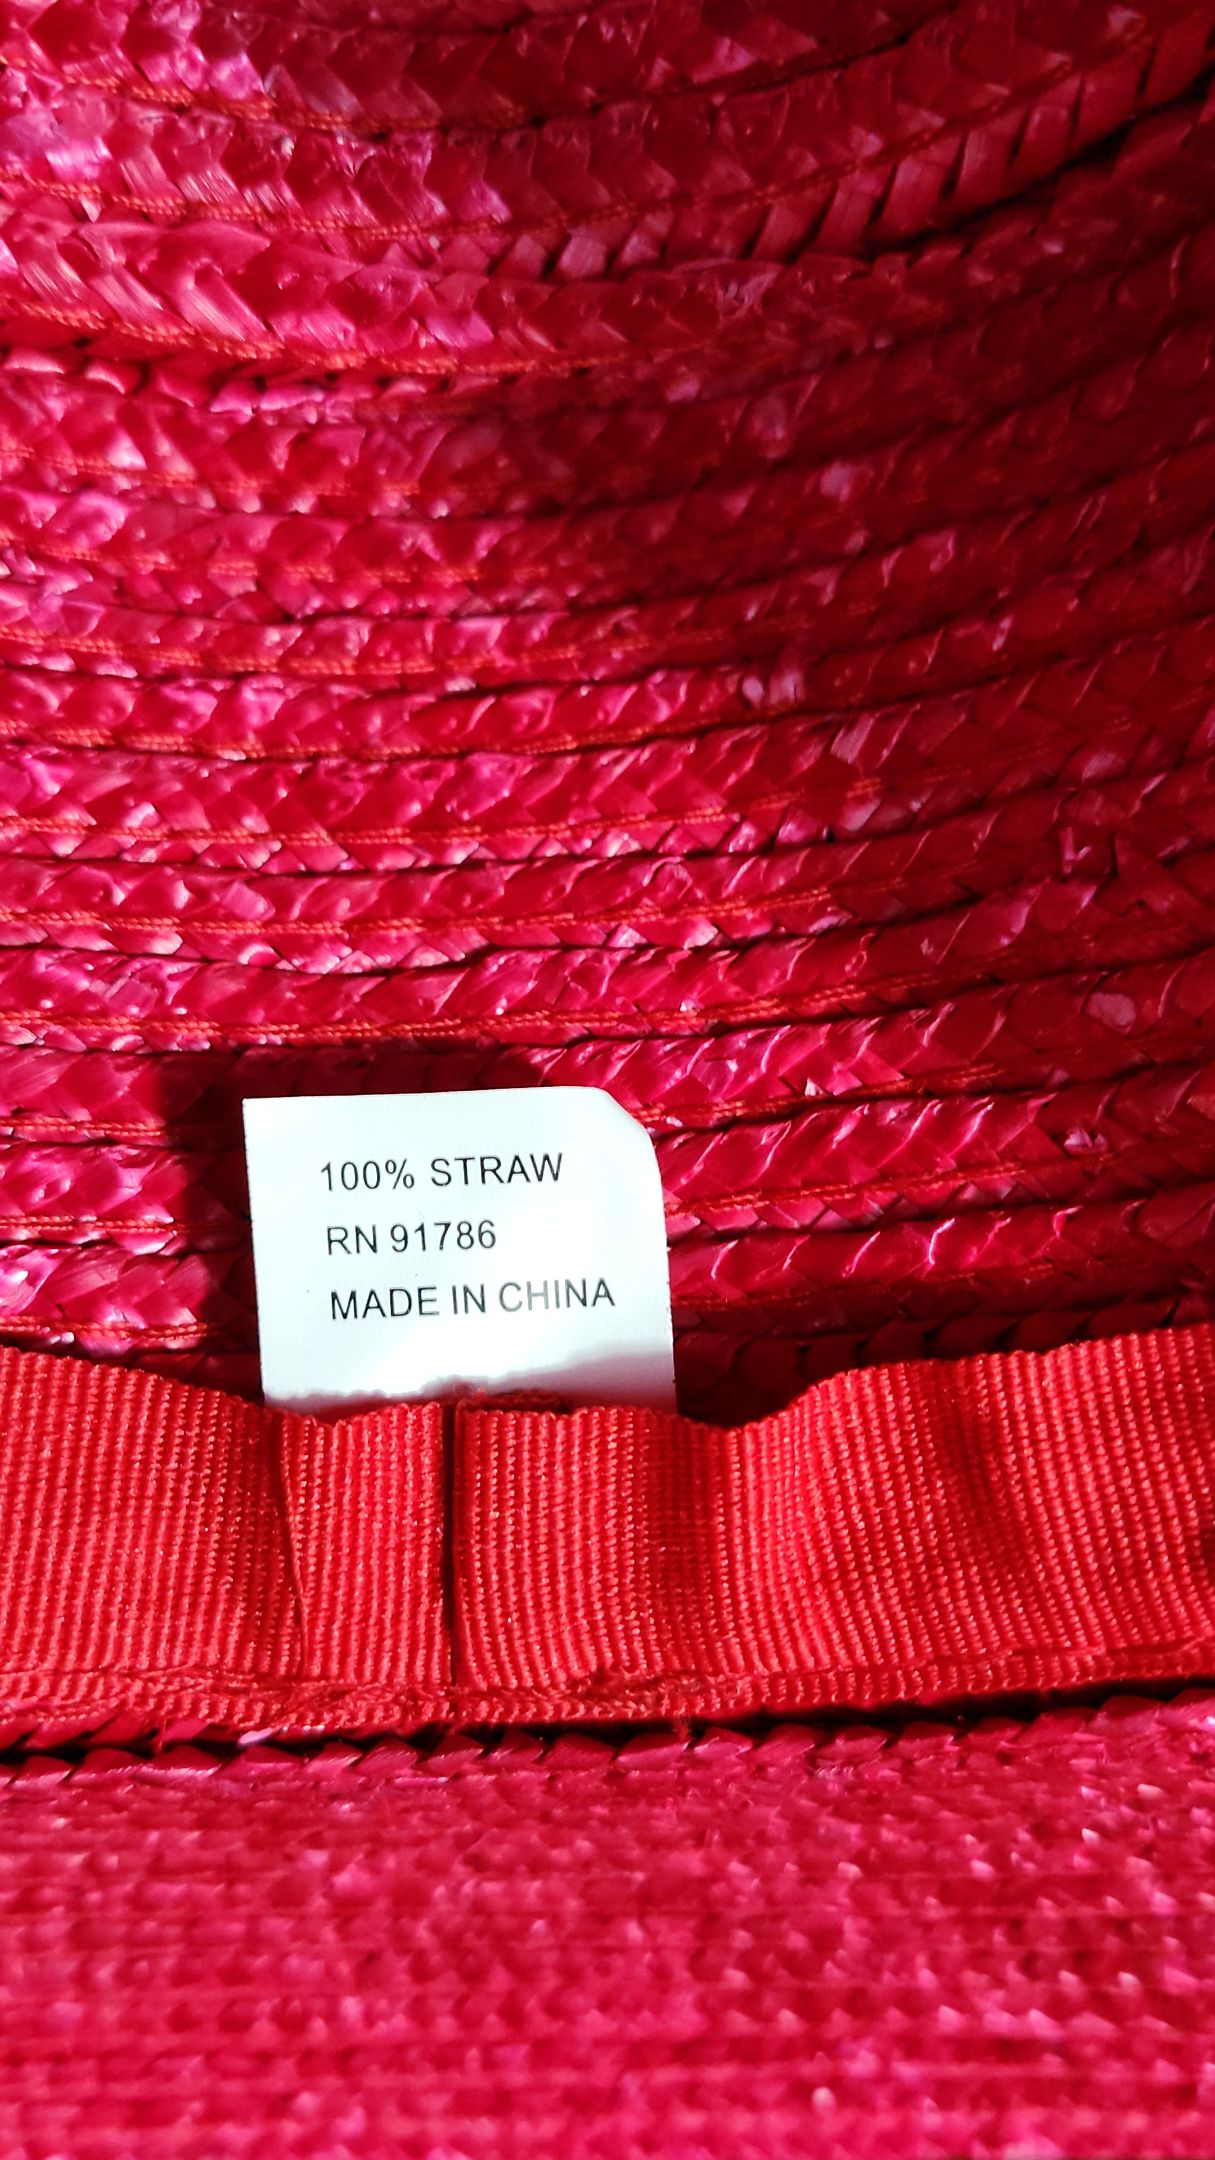 100% STRAW
RN 91786
MADE IN CHINA